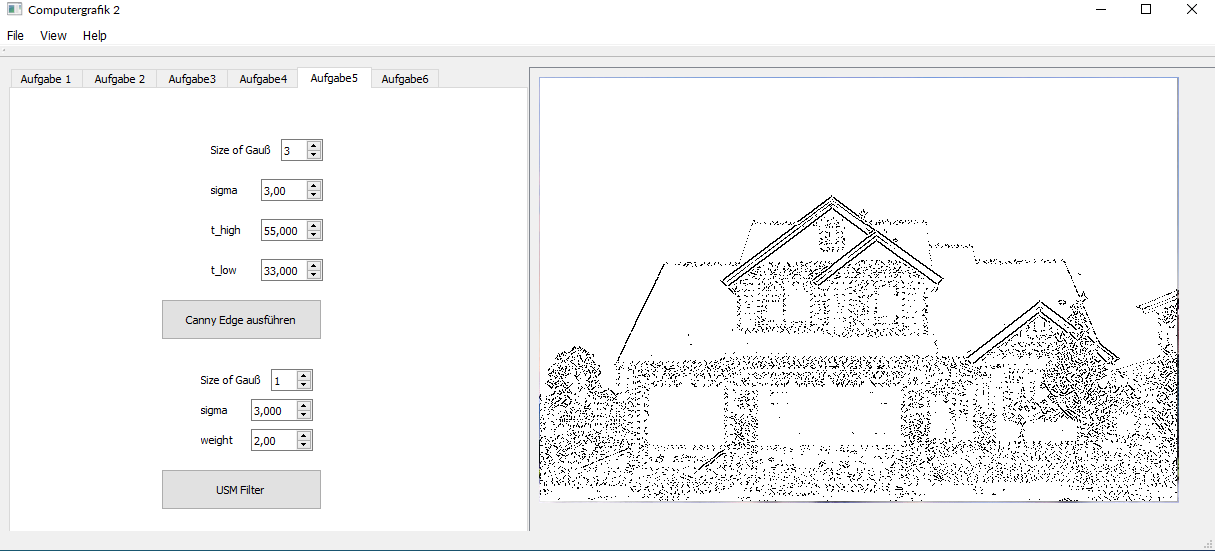 Computergrafik 2
File View Help
Aufgabe 1 Aufgabe 2 Aufgabe3 Aufgabe4 Aufgabe5 Aufgabe6
Size of Gauß 3
sigma 3,00
t_high 55,000
t_low 33,000
Canny Edge ausführen
Size of Gauß 1
sigma 3,000
weight 2,00
USM Filter